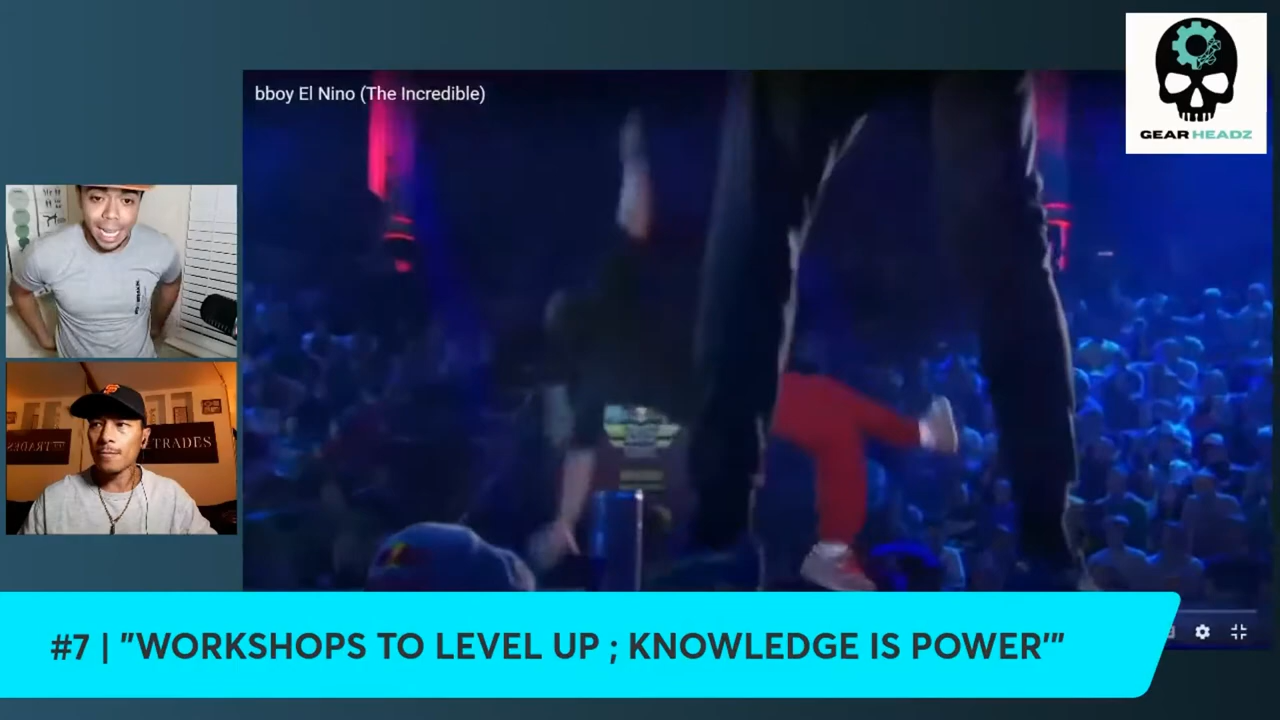 bboy El Nino (The Incredible)
GEAR HEADZ
TRADES
#7 | "WORKSHOPS TO LEVEL UP ; KNOWLEDGE IS POWER'"